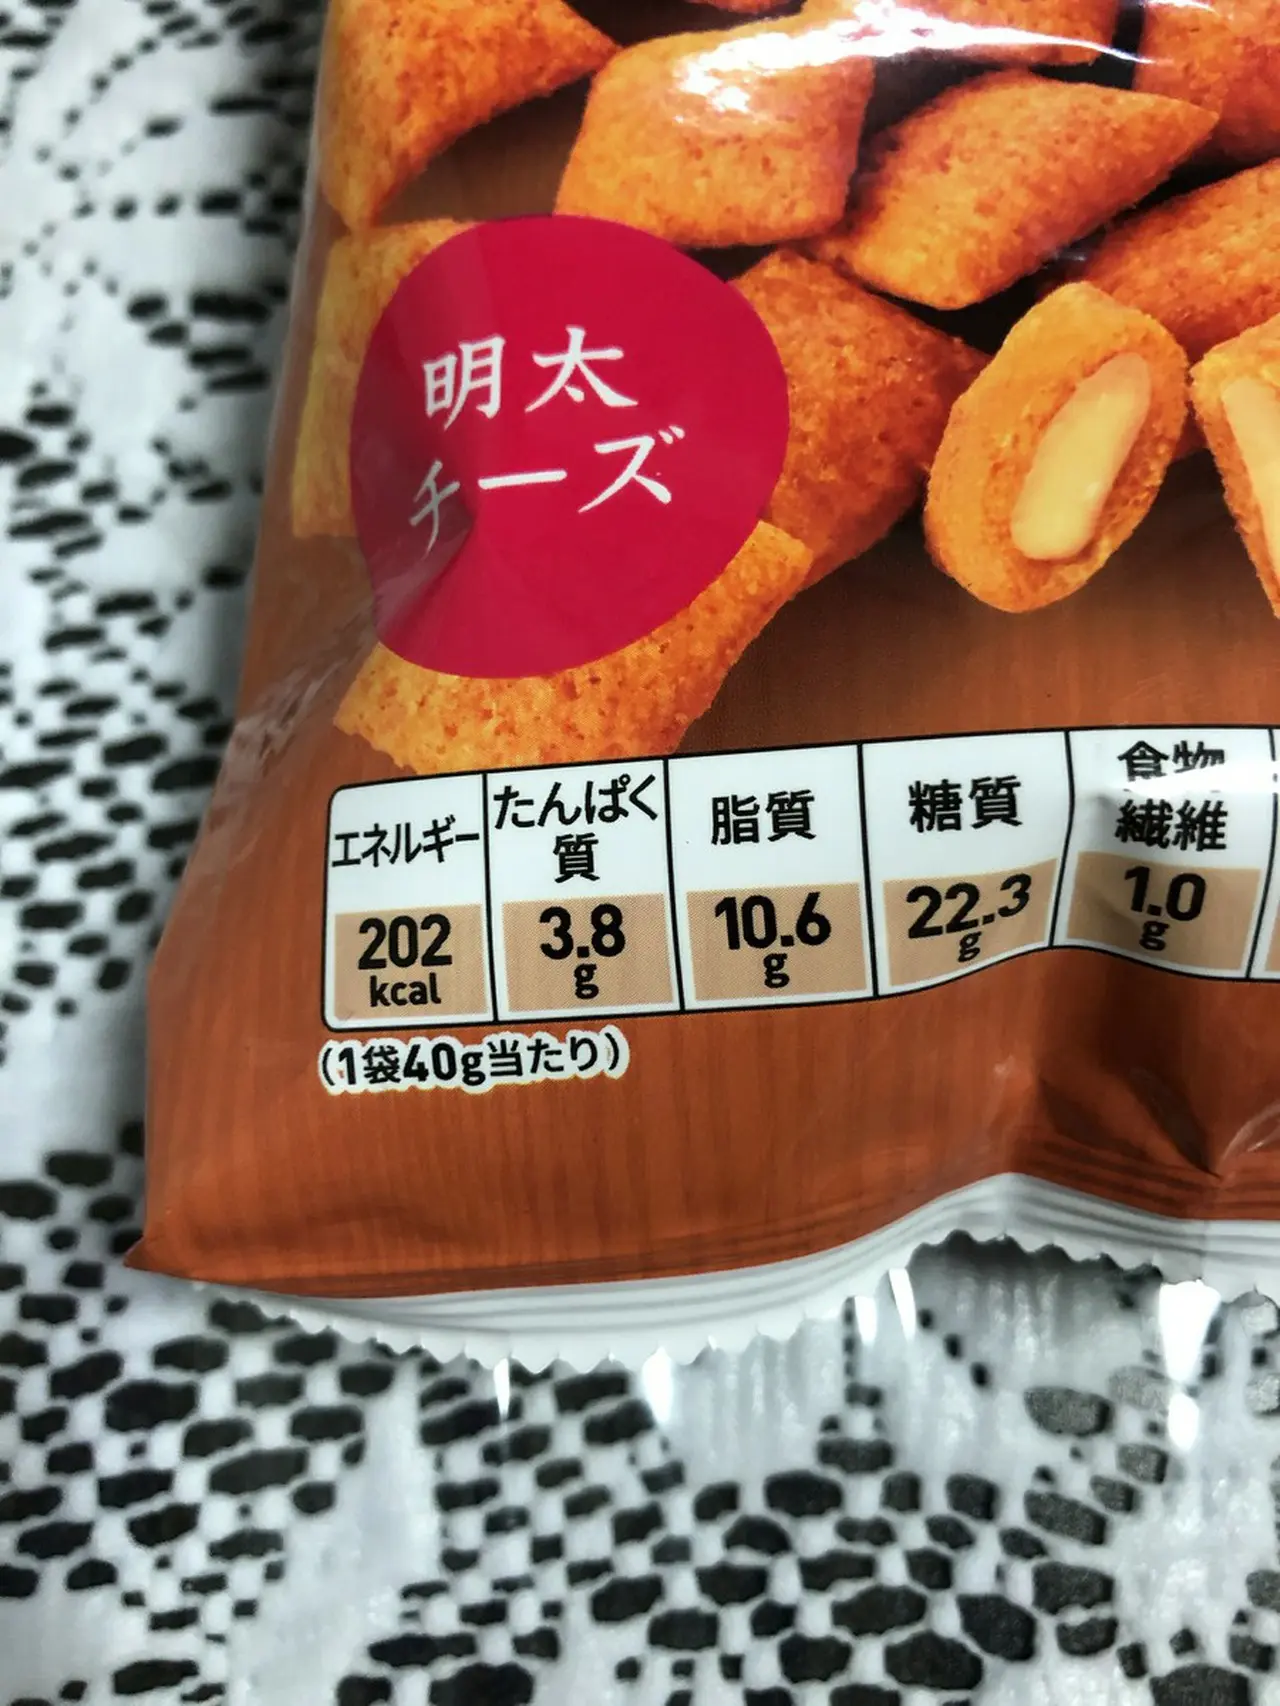 明太
チーズ
エネルギー
202
kcal
たんぱく
質
3.8
g
脂質
10.6
g
糖質
22.3
g
食物
繊維
1.0
g
(1袋40g当たり)